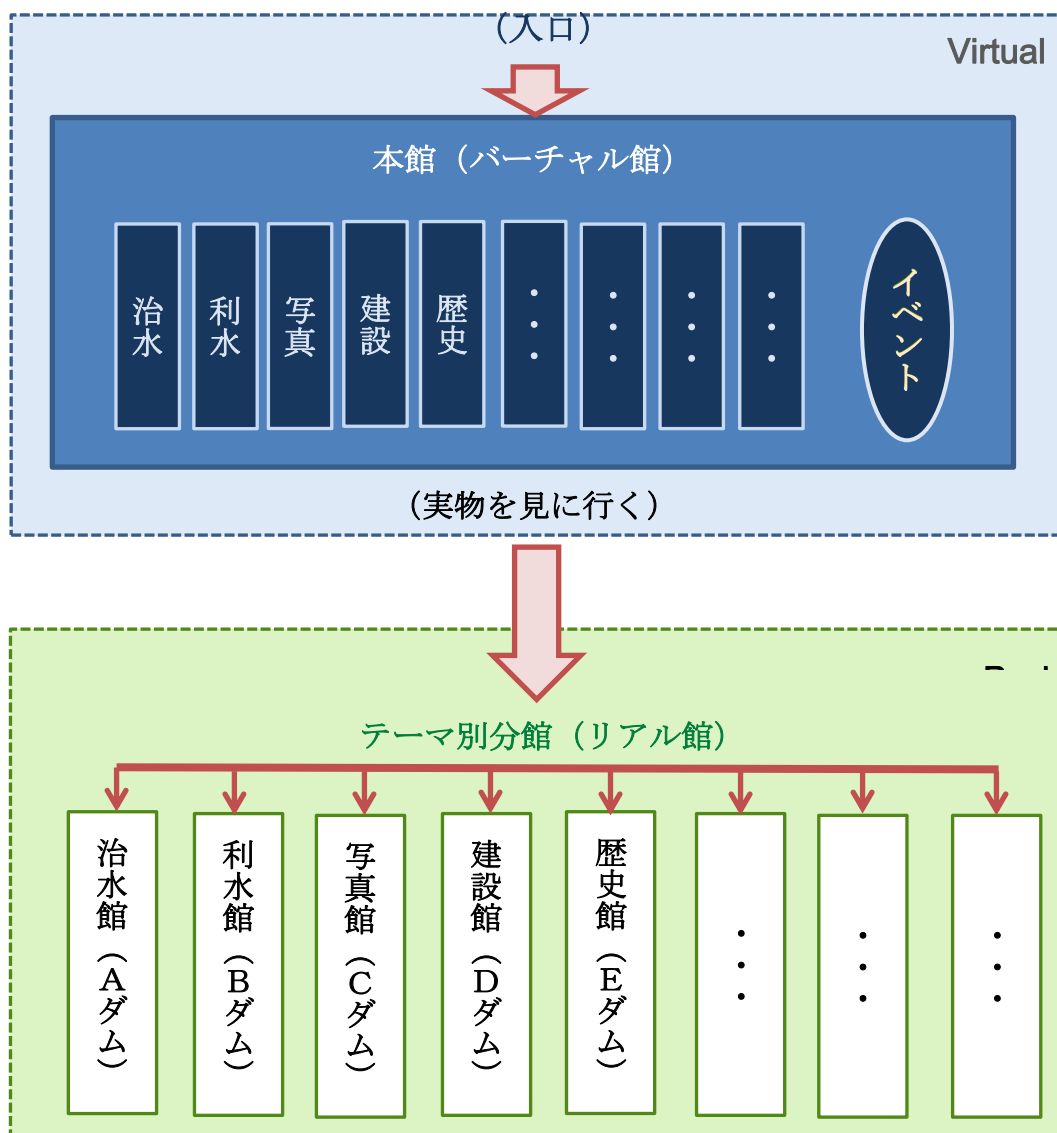 （入口）
Virtual
本館（バーチャル館）
治水
利水
写真
建設
歴史
・・・
・・・
・・・
・・・
イベント
（実物を見に行く）
テーマ別分館（リアル館）
治水館（Aダム）
利水館（Bダム）
写真館（Cダム）
建設館（Dダム）
歴史館（Eダム）
・・・
・・・
・・・